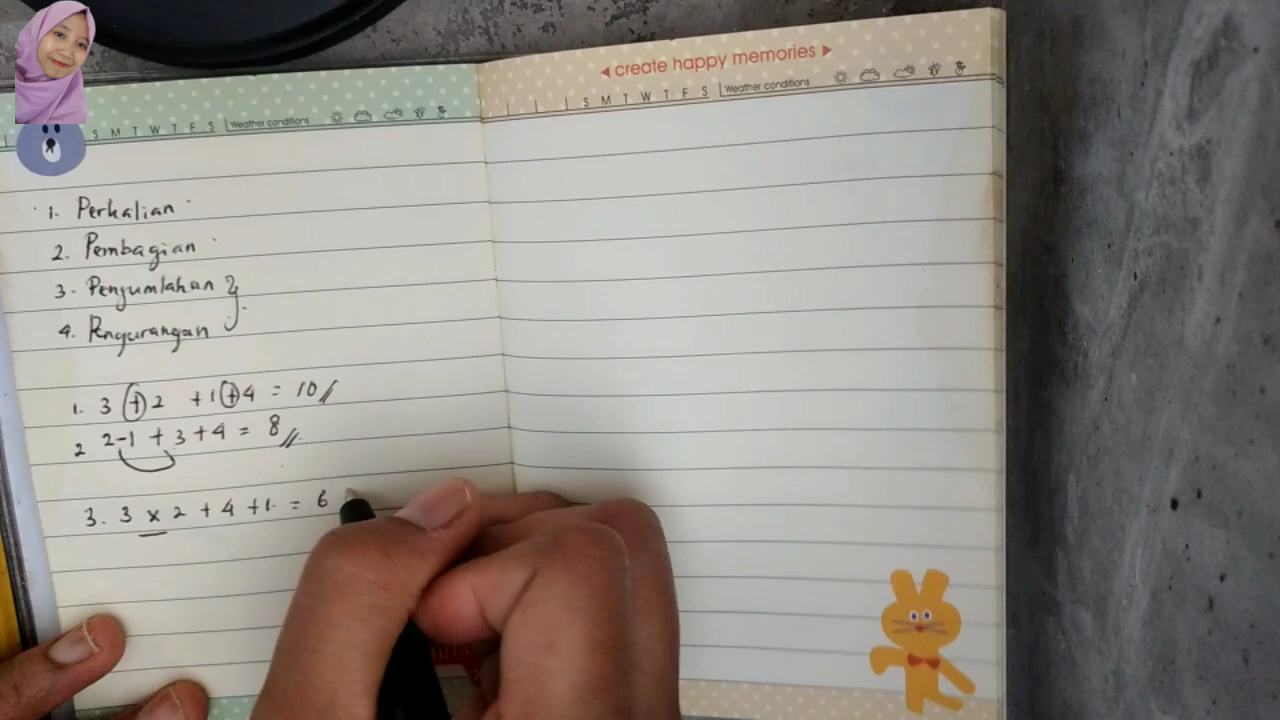 ◀ create happy memories ▶
S M T W T F S Weather conditions
S M T W T F S Weather conditions
1. Perkalian
2. Pembagian
3. Penjumlahan
4. Pengurangan
1. 3 + 2 + 1 + 4 = 10
2 2 - 1 + 3 + 4 = 8
3. 3 x 2 + 4 + 1 = 6